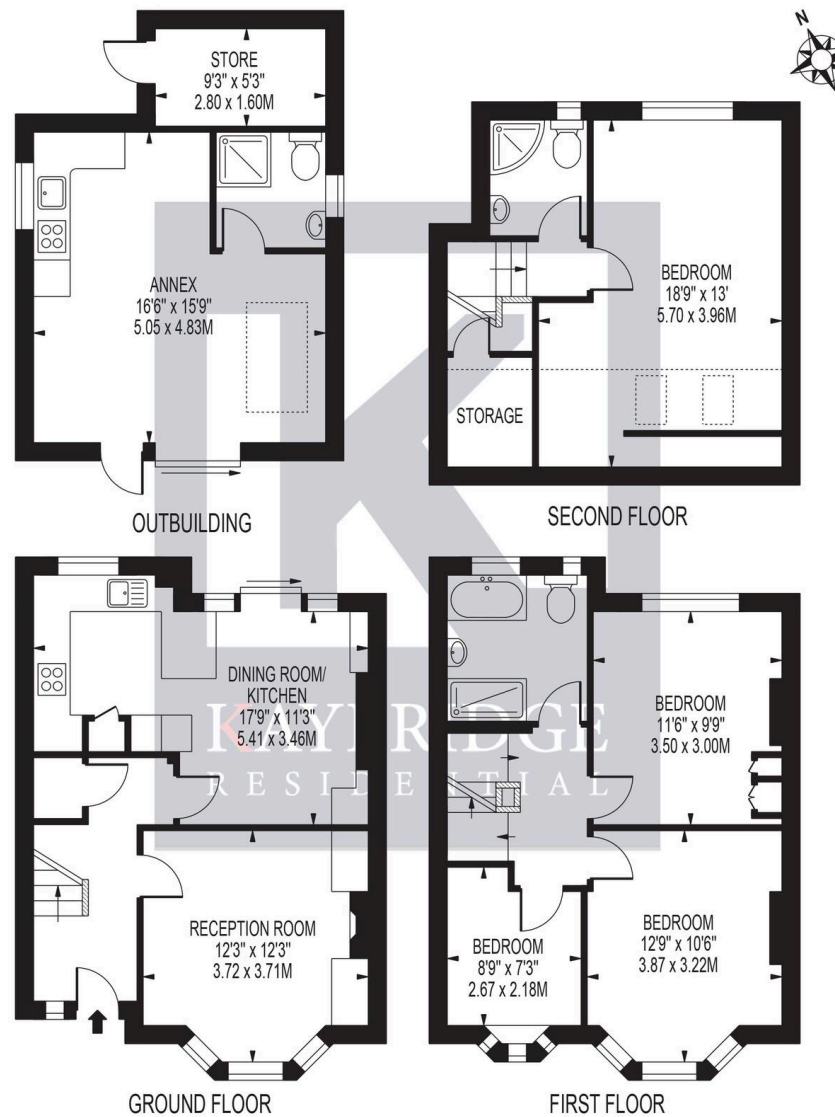 N
STORE
9'3" x 5'3"
2.80 x 1.60M
ANNEX
16'6" x 15'9"
5.05 x 4.83M
OUTBUILDING
BEDROOM
18'9" x 13'
5.70 x 3.96M
STORAGE
SECOND FLOOR
DINING ROOM/
KITCHEN
17'9" x 11'3"
5.41 x 3.46M
RECEPTION ROOM
12'3" x 12'3"
3.72 x 3.71M
GROUND FLOOR
BEDROOM
11'6" x 9'9"
3.50 x 3.00M
BEDROOM
8'9" x 7'3"
2.67 x 2.18M
BEDROOM
12'9" x 10'6"
3.87 x 3.22M
FIRST FLOOR
K
KAYBRIDGE
RESIDENTIAL